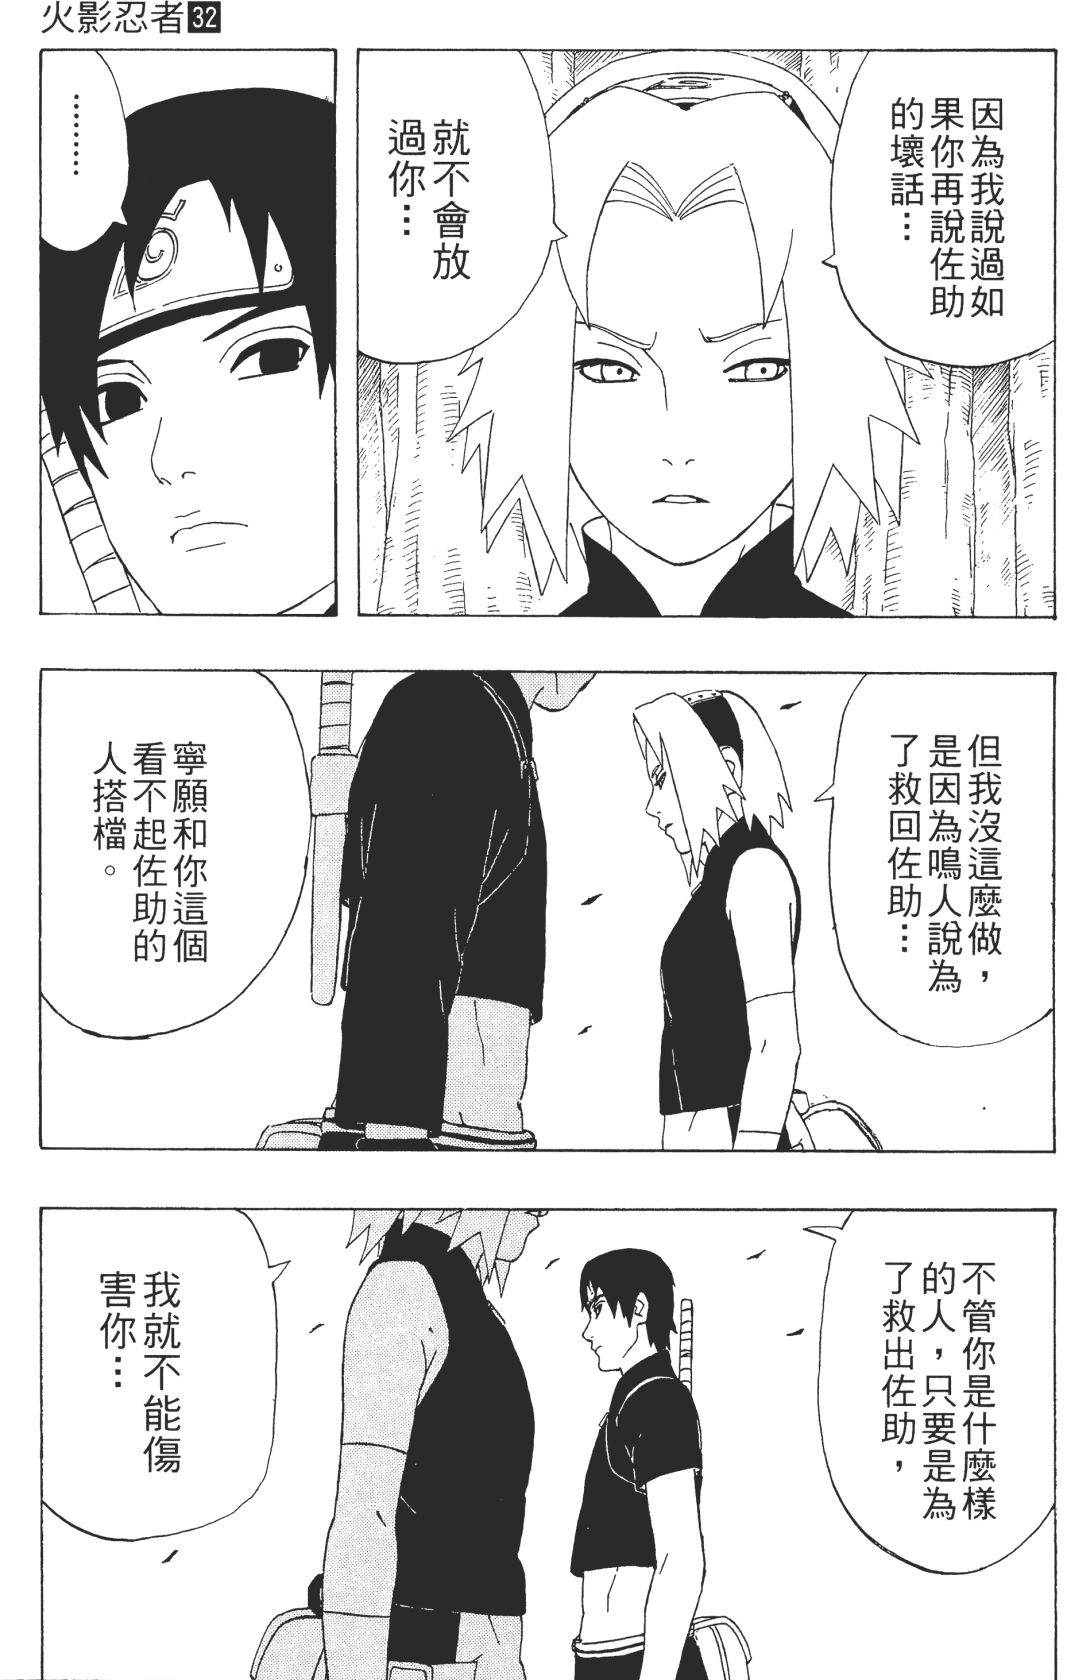 火影忍者32
因為我說過如
果你再說佐助
的壞話…
就不會放
過你…
………
但我沒這麼做，
是因為鳴人說為
了救回佐助…
寧願和你這個
看不起佐助的
人搭檔。
不管你是什麼樣
的人，只要是為
了救出佐助，
我就不能傷
害你…